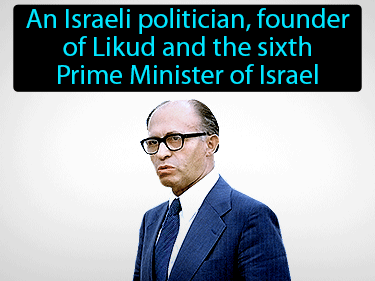 An Israeli politician, founder
of Likud and the sixth
Prime Minister of Israel